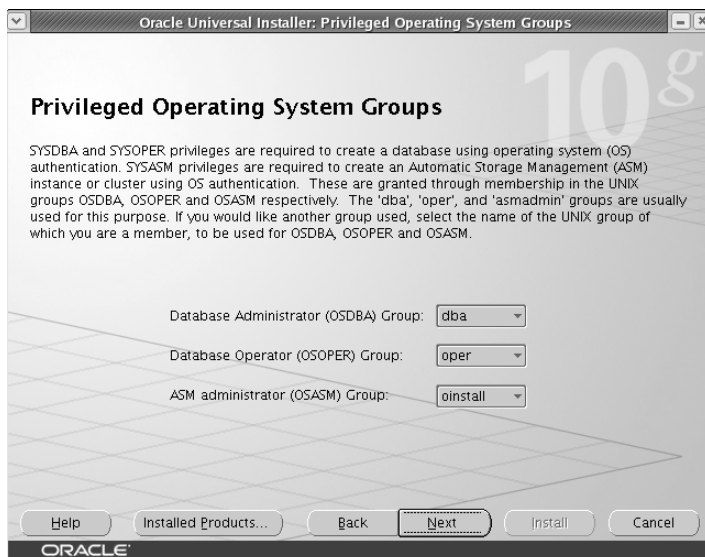 Oracle Universal Installer: Privileged Operating System Groups
10g
Privileged Operating System Groups
SYSDBA and SYSOPER privileges are required to create a database using operating system (OS)
authentication. SYSASM privileges are required to create an Automatic Storage Management (ASM)
instance or cluster using OS authentication. These are granted through membership in the UNIX
groups OSDBA, OSOPER and OSASM respectively. The 'dba', 'oper', and 'asmadmin' groups are usually
used for this purpose. If you would like another group used, select the name of the UNIX group of
which you are a member, to be used for OSDBA, OSOPER and OSASM.
Database Administrator (OSDBA) Group: dba
Database Operator (OSOPER) Group: oper
ASM administrator (OSASM) Group: oinstall
Help Installed Products... Back Next Install Cancel
ORACLE